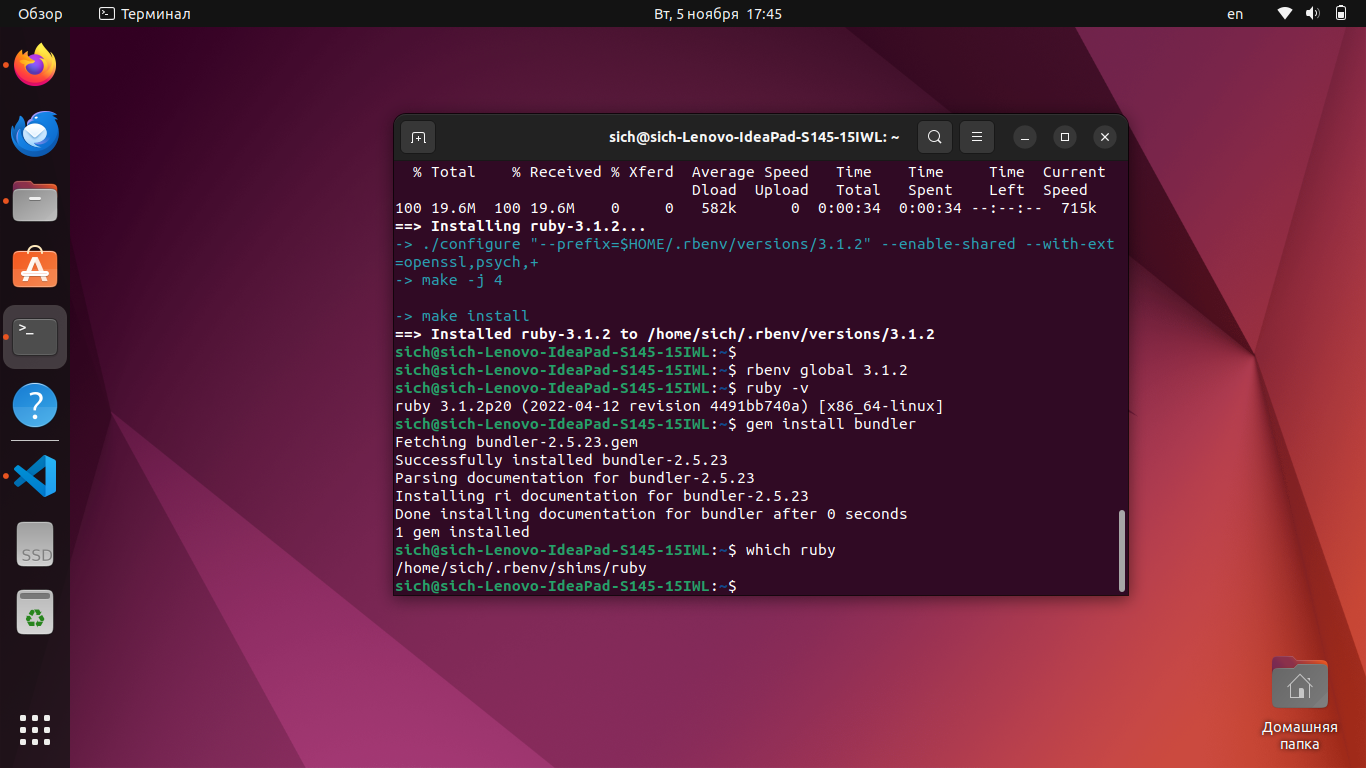 Обзор
Терминал
Вт, 5 ноября 17:45
en
sich@sich-Lenovo-IdeaPad-S145-15IWL: ~
  % Total    % Received % Xferd  Average Speed   Time    Time     Time  Current
                                 Dload  Upload   Total   Spent    Left  Speed
100 19.6M  100 19.6M    0     0   582k      0  0:00:34  0:00:34 --:--:--  715k
==> Installing ruby-3.1.2...
-> ./configure "--prefix=$HOME/.rbenv/versions/3.1.2" --enable-shared --with-ext
=openssl,psych,+
-> make -j 4
-> make install
==> Installed ruby-3.1.2 to /home/sich/.rbenv/versions/3.1.2
sich@sich-Lenovo-IdeaPad-S145-15IWL:~$
sich@sich-Lenovo-IdeaPad-S145-15IWL:~$ rbenv global 3.1.2
sich@sich-Lenovo-IdeaPad-S145-15IWL:~$ ruby -v
ruby 3.1.2p20 (2022-04-12 revision 4491bb740a) [x86_64-linux]
sich@sich-Lenovo-IdeaPad-S145-15IWL:~$ gem install bundler
Fetching bundler-2.5.23.gem
Successfully installed bundler-2.5.23
Parsing documentation for bundler-2.5.23
Installing ri documentation for bundler-2.5.23
Done installing documentation for bundler after 0 seconds
1 gem installed
sich@sich-Lenovo-IdeaPad-S145-15IWL:~$ which ruby
/home/sich/.rbenv/shims/ruby
sich@sich-Lenovo-IdeaPad-S145-15IWL:~$
SSD
Домашняя
папка